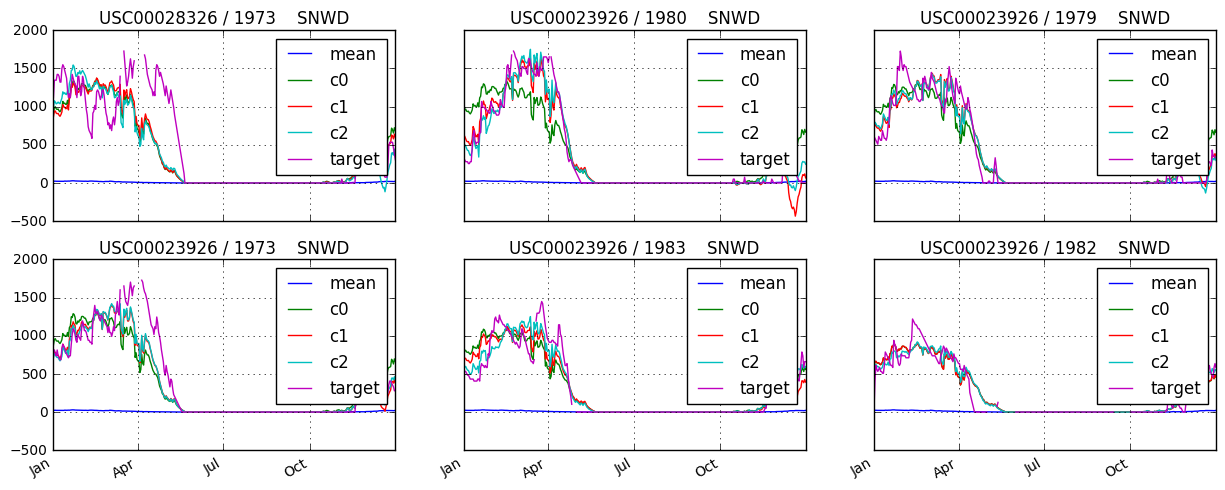 USC00028326 / 1973 SNWD
USC00023926 / 1980 SNWD
USC00023926 / 1979 SNWD
2000
1500
1000
500
0
−500
mean
c0
c1
c2
target
mean
c0
c1
c2
target
mean
c0
c1
c2
target
USC00023926 / 1973 SNWD
USC00023926 / 1983 SNWD
USC00023926 / 1982 SNWD
2000
1500
1000
500
0
−500
mean
c0
c1
c2
target
mean
c0
c1
c2
target
mean
c0
c1
c2
target
Jan Apr Jul Oct
Jan Apr Jul Oct
Jan Apr Jul Oct